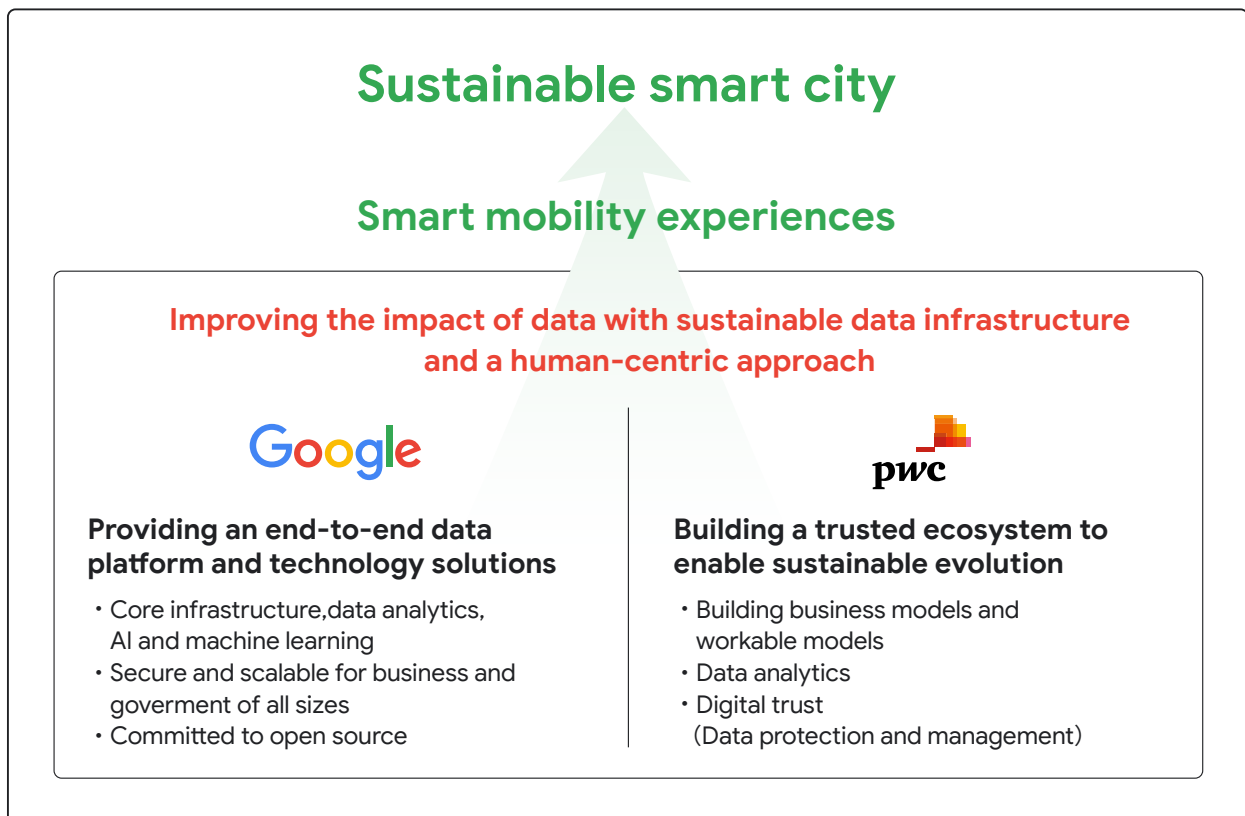 Sustainable smart city
Smart mobility experiences
Improving the impact of data with sustainable data infrastructure
and a human-centric approach
Google
Providing an end-to-end data
platform and technology solutions
・Core infrastructure,data analytics,
AI and machine learning
・Secure and scalable for business and
goverment of all sizes
・Committed to open source
pwc
Building a trusted ecosystem to
enable sustainable evolution
・Building business models and
workable models
・Data analytics
・Digital trust
（Data protection and management）